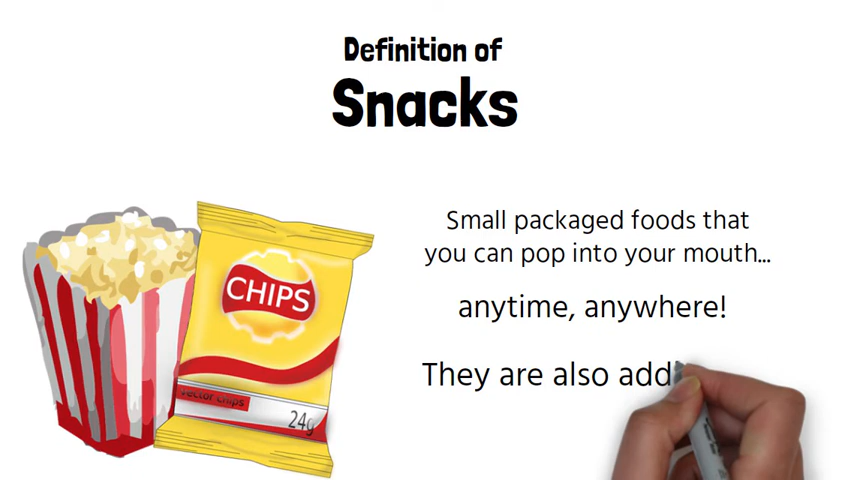 Definition of
Snacks
Small packaged foods that
you can pop into your mouth...
anytime, anywhere!
They are also add
CHIPS
vector chips
24g